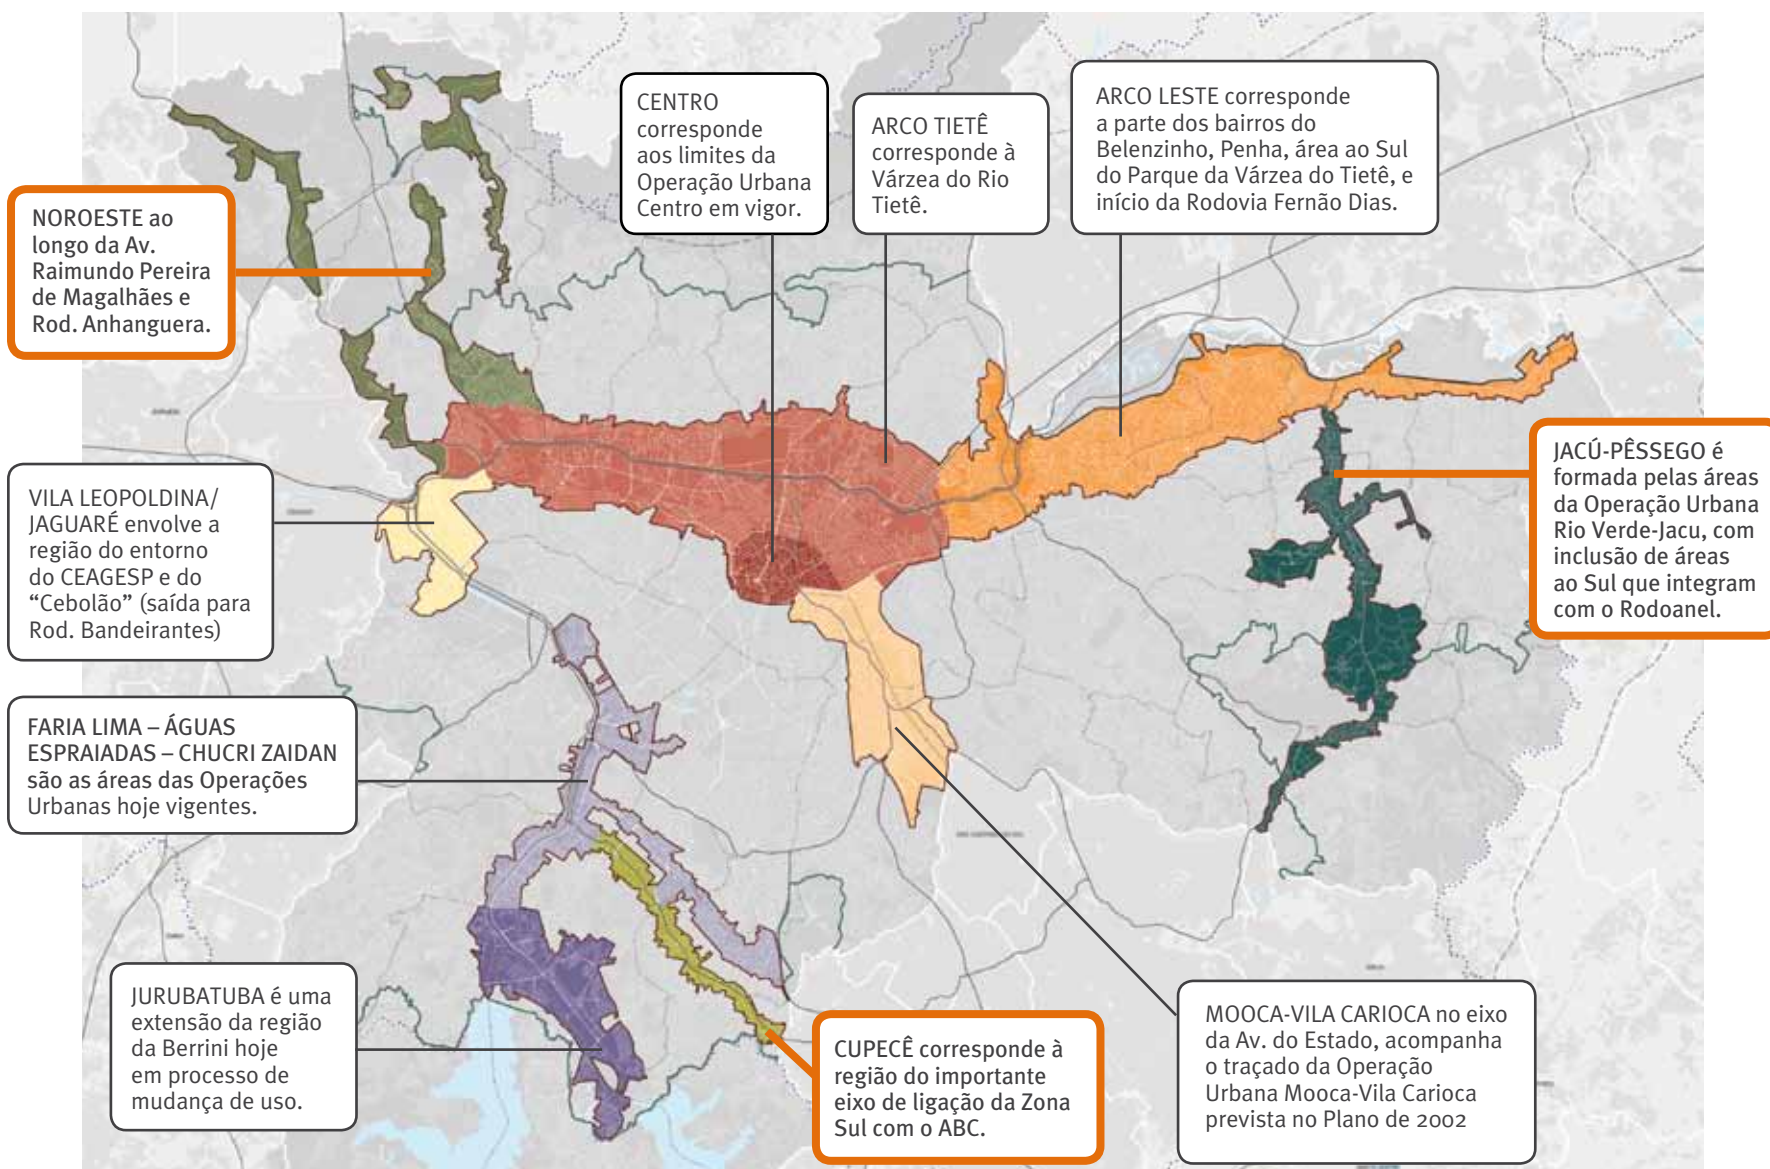 CENTRO
corresponde
aos limites da
Operação Urbana
Centro em vigor.
ARCO TIETÊ
corresponde à
Várzea do Rio
Tietê.
ARCO LESTE corresponde
a parte dos bairros do
Belenzinho, Penha, área ao Sul
do Parque da Várzea do Tietê, e
início da Rodovia Fernão Dias.
NOROESTE ao
longo da Av.
Raimundo Pereira
de Magalhães e
Rod. Anhanguera.
JACÚ-PÊSSEGO é
formada pelas áreas
da Operação Urbana
Rio Verde-Jacu, com
inclusão de áreas
ao Sul que integram
com o Rodoanel.
VILA LEOPOLDINA/
JAGUARÉ envolve a
região do entorno
do CEAGESP e do
“Cebolão” (saída para
Rod. Bandeirantes)
FARIA LIMA – ÁGUAS
ESPRAIADAS – CHUCRI ZAIDAN
são as áreas das Operações
Urbanas hoje vigentes.
JURUBATUBA é uma
extensão da região
da Berrini hoje
em processo de
mudança de uso.
CUPECÊ corresponde à
região do importante
eixo de ligação da Zona
Sul com o ABC.
MOOCA-VILA CARIOCA no eixo
da Av. do Estado, acompanha
o traçado da Operação
Urbana Mooca-Vila Carioca
prevista no Plano de 2002